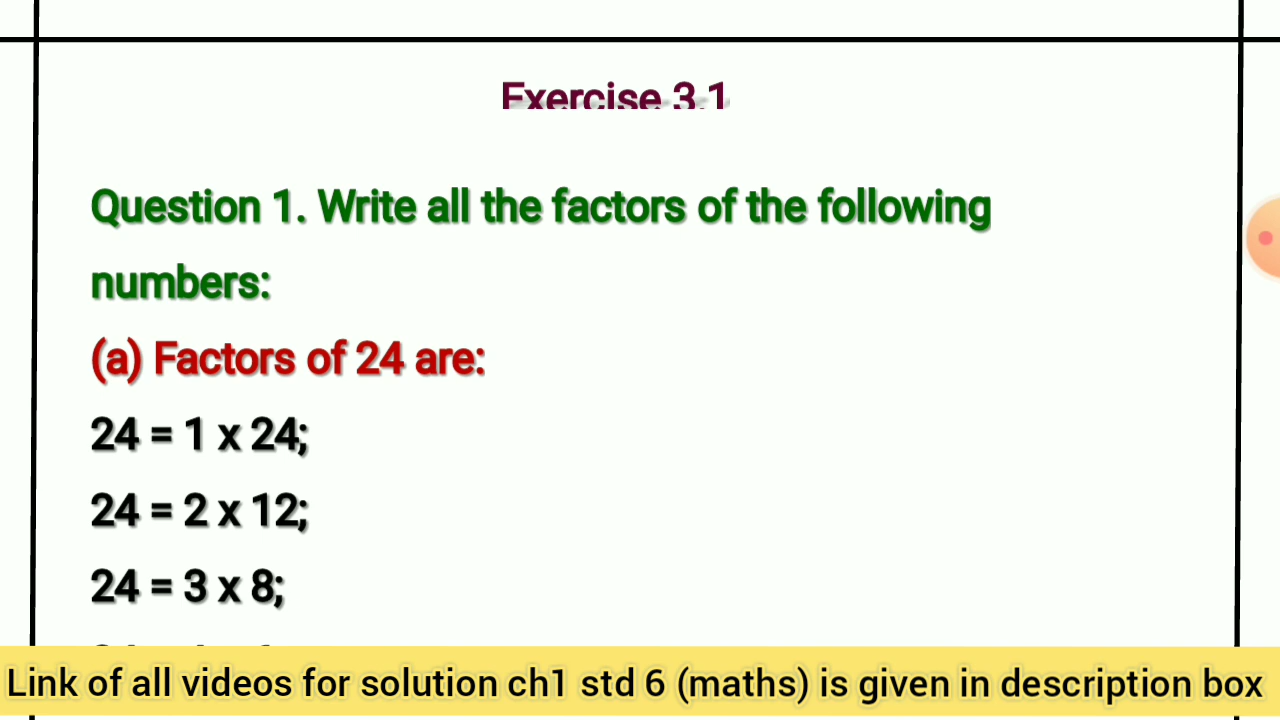 Exercise 3.1
Question 1. Write all the factors of the following
numbers:
(a) Factors of 24 are:
24 = 1 x 24;
24 = 2 x 12;
24 = 3 x 8;
Link of all videos for solution ch1 std 6 (maths) is given in description box